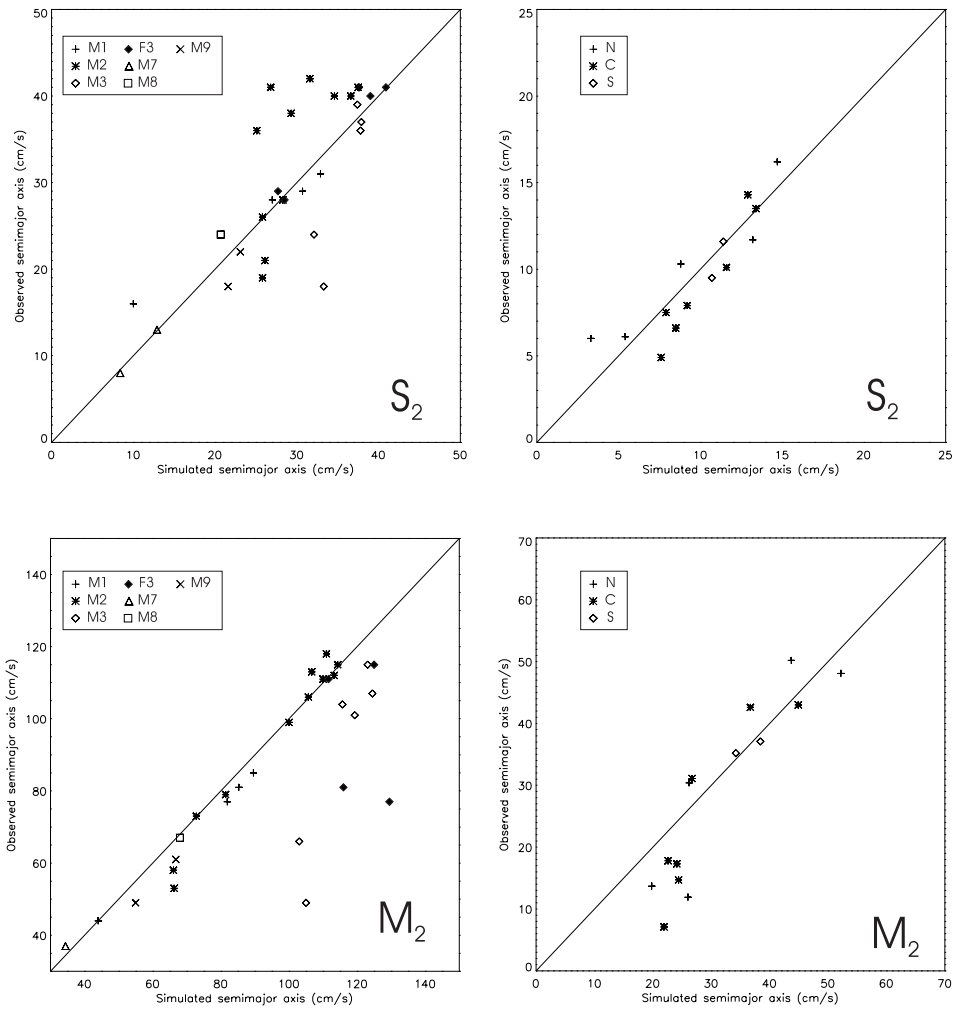 50
40
30
20
10
0
Observed semimajor axis (cm/s)
M1 F3 M9
M2 M7
M3 M8
S2
0 10 20 30 40 50
Simulated semimajor axis (cm/s)
25
20
15
10
5
0
Observed semimajor axis (cm/s)
N
C
S
S2
0 5 10 15 20 25
Simulated semimajor axis (cm/s)
140
120
100
80
60
40
Observed semimajor axis (cm/s)
M1 F3 M9
M2 M7
M3 M8
M2
40 60 80 100 120 140
Simulated semimajor axis (cm/s)
70
60
50
40
30
20
10
0
Observed semimajor axis (cm/s)
N
C
S
M2
0 10 20 30 40 50 60 70
Simulated semimajor axis (cm/s)